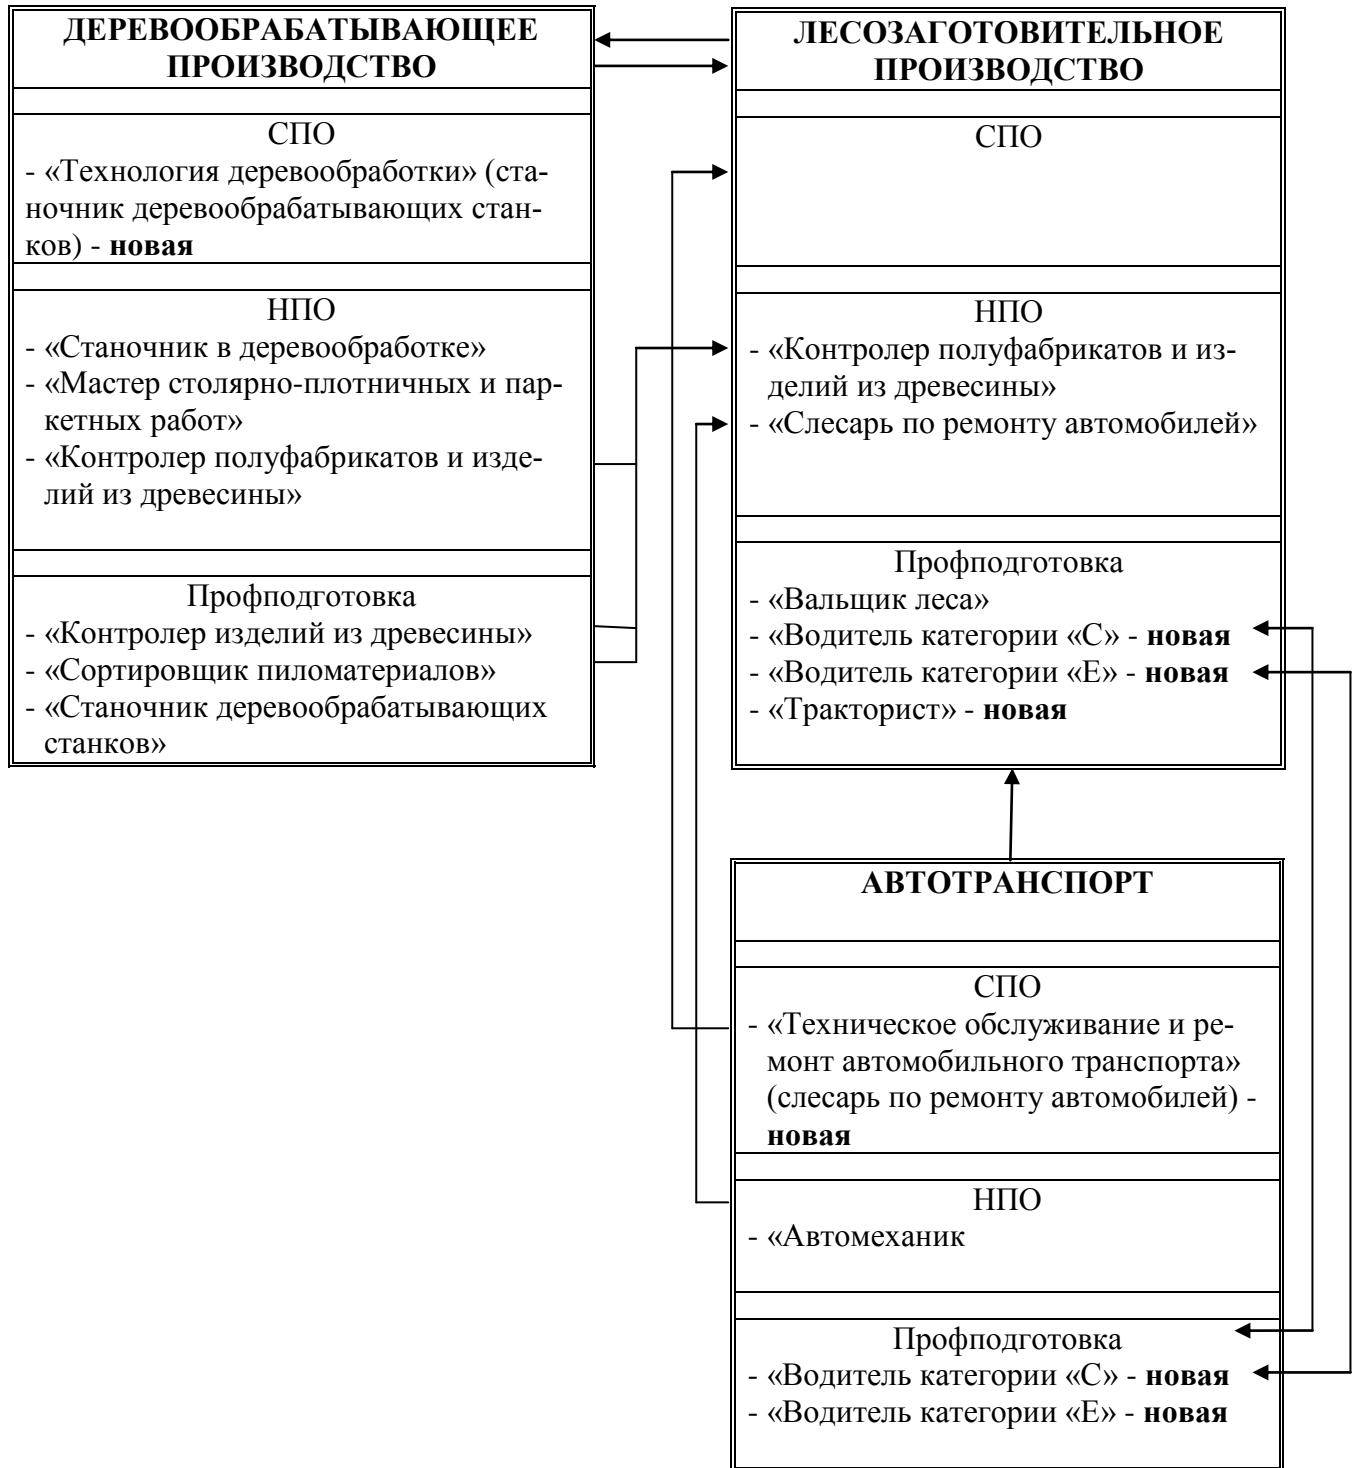 ДЕРЕВООБРАБАТЫВАЮЩЕЕ
ПРОИЗВОДСТВО
СПО
- «Технология деревообработки» (ста-
ночник деревообрабатывающих стан-
ков) - новая
НПО
- «Станочник в деревообработке»
- «Мастер столярно-плотничных и пар-
кетных работ»
- «Контролер полуфабрикатов и изде-
лий из древесины»
Профподготовка
- «Контролер изделий из древесины»
- «Сортировщик пиломатериалов»
- «Станочник деревообрабатывающих
станков»
ЛЕСОЗАГОТОВИТЕЛЬНОЕ
ПРОИЗВОДСТВО
СПО
НПО
- «Контролер полуфабрикатов и из-
делий из древесины»
- «Слесарь по ремонту автомобилей»
Профподготовка
- «Вальщик леса»
- «Водитель категории «С» - новая
- «Водитель категории «Е» - новая
- «Тракторист» - новая
АВТОТРАНСПОРТ
СПО
- «Техническое обслуживание и ре-
монт автомобильного транспорта»
(слесарь по ремонту автомобилей) -
новая
НПО
- «Автомеханик
Профподготовка
- «Водитель категории «С» - новая
- «Водитель категории «Е» - новая